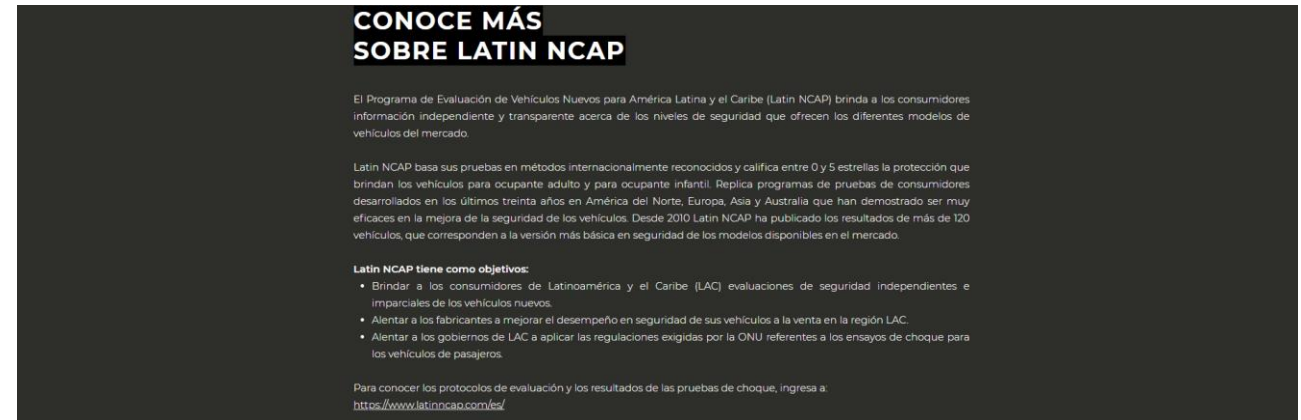 CONOCE MÁS
SOBRE LATIN NCAP
El Programa de Evaluación de Vehículos Nuevos para América Latina y el Caribe (Latin NCAP) brinda a los consumidores
información independiente y transparente acerca de los niveles de seguridad que ofrecen los diferentes modelos de
vehículos del mercado.
Latin NCAP basa sus pruebas en métodos internacionalmente reconocidos y califica entre 0 y 5 estrellas la protección que
brindan los vehículos para ocupante adulto y para ocupante infantil. Replica programas de pruebas de consumidores
desarrollados en los últimos treinta años en América del Norte, Europa, Asia y Australia que han demostrado ser muy
eficaces en la mejora de la seguridad de los vehículos. Desde 2010 Latin NCAP ha publicado los resultados de más de 120
vehículos, que corresponden a la versión más básica en seguridad de los modelos disponibles en el mercado.
Latin NCAP tiene como objetivos:
• Brindar a los consumidores de Latinoamérica y el Caribe (LAC) evaluaciones de seguridad independientes e
imparciales de los vehículos nuevos.
• Alentar a los fabricantes a mejorar el desempeño en seguridad de sus vehículos a la venta en la región LAC.
• Alentar a los gobiernos de LAC a aplicar las regulaciones exigidas por la ONU referentes a los ensayos de choque para
los vehículos de pasajeros.
Para conocer los protocolos de evaluación y los resultados de las pruebas de choque, ingresa a:
https://www.latinncap.com/es/